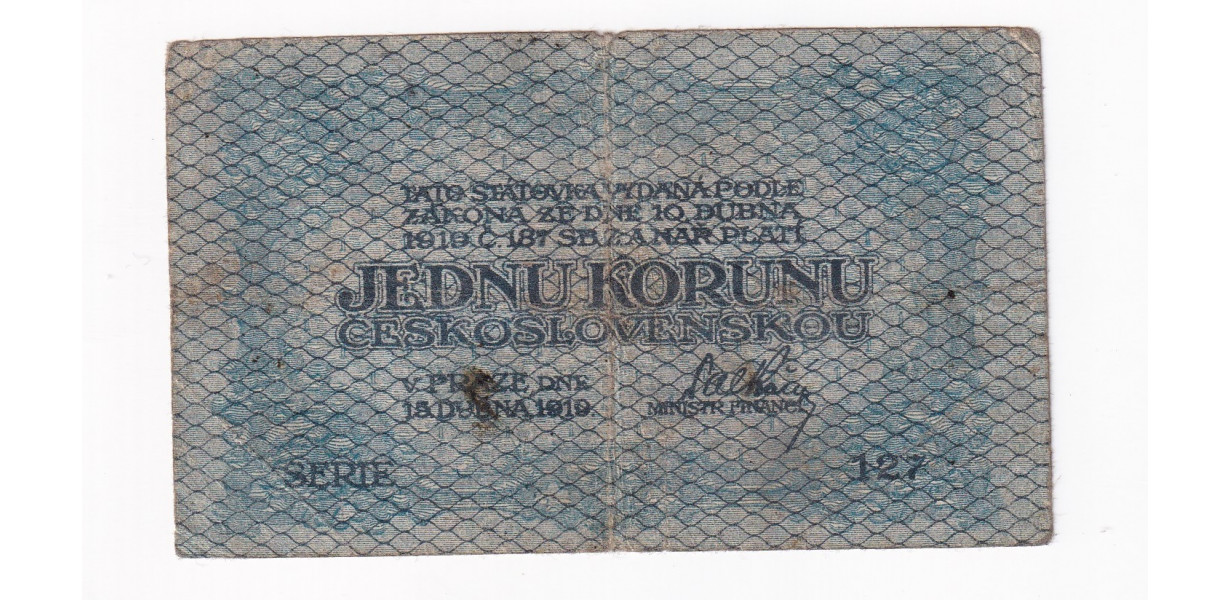 TATO STÁTOVKA VYDANÁ PODLE
ZÁKONA ZE DNE 10. DUBNA
1919 Č. 187 SB. Z. A NAŘ. PLATÍ
JEDNU KORUNU
ČESKOSLOVENSKOU
V PRAZE DNE
15. DUBNA 1919.
MINISTR FINANCÍ
SERIE
127